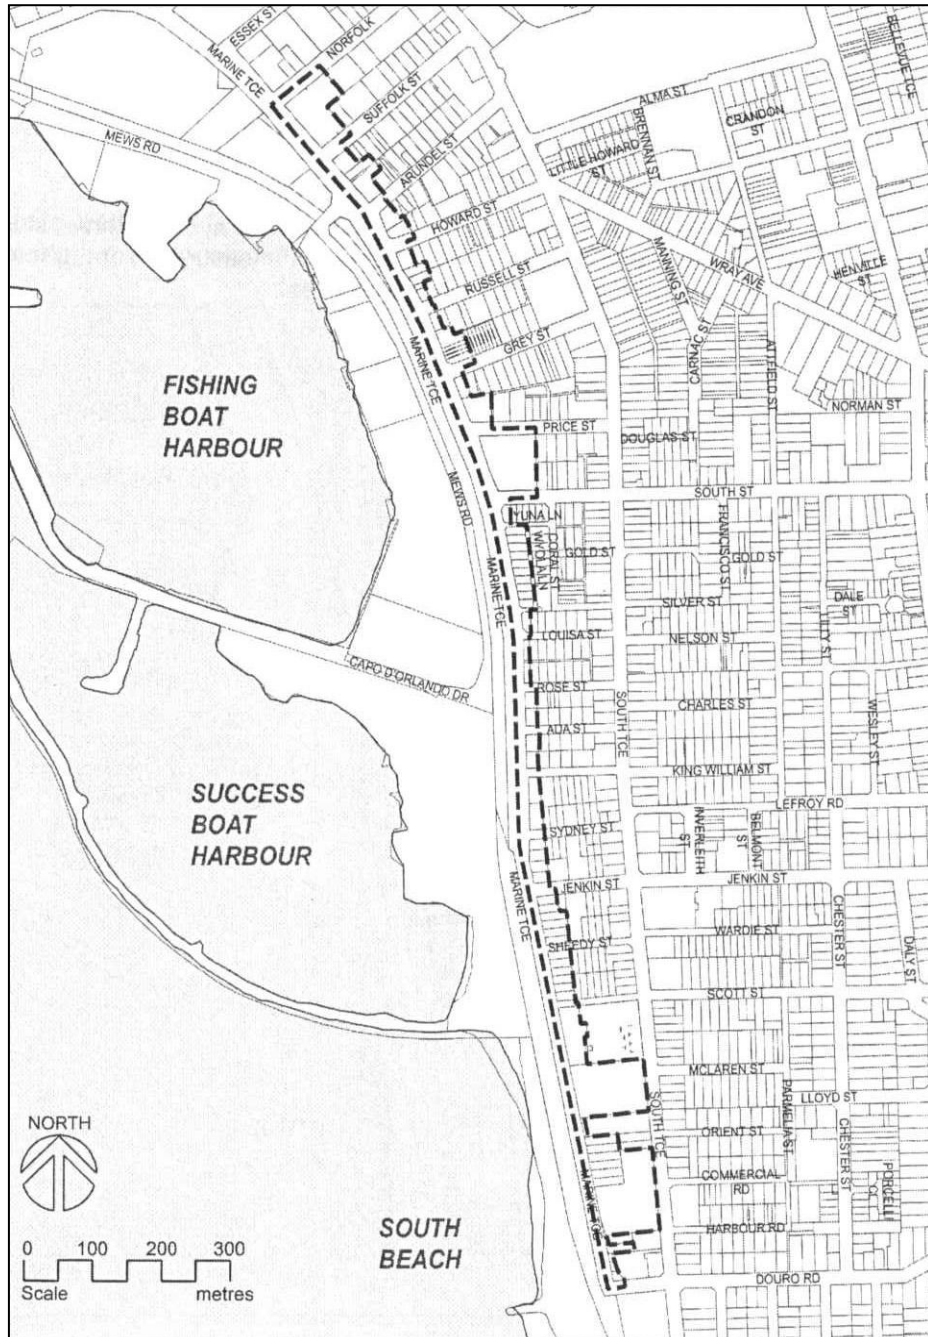 ESSEX ST
NORFOLK
MARINE TCE
SUFFOLK ST
BELLEVUE TCE
ALMA ST
CRANDON
ST
BRENNAN ST
MEWS RD
ARUNDEL ST
LITTLE HOWARD
ST
HOWARD ST
MANNING ST
WRAY AVE
HENVILLE
ST
RUSSELL ST
CARNAC ST
ATTFIELD ST
GREY ST
MARINE TCE
FISHING
BOAT
HARBOUR
NORMAN ST
PRICE ST
DOUGLAS ST
MEWS RD
SOUTH ST
YUNA LN
CORAL ST
WYOLA LN
GOLD ST
FRANCISCO ST
GOLD ST
MARINE TCE
SILVER ST
DALE
ST
LOUISA ST
NELSON ST
TILLY ST
CAPO D'ORLANDO DR
ROSE ST
SOUTH TCE
CHARLES ST
WESLEY ST
ADA ST
KING WILLIAM ST
SUCCESS
BOAT
HARBOUR
LEFROY RD
SYDNEY ST
INVERLEITH
ST
BELMONT
ST
MARINE TCE
JENKIN ST
JENKIN ST
CHESTER ST
WARDIE ST
SHEEDY ST
DALY ST
SCOTT ST
MCLAREN ST
SOUTH TCE
PARMELIA ST
LLOYD ST
ORIENT ST
CHESTER ST
NORTH
COMMERCIAL
RD
PORCELLI
MARINE TCE
SOUTH
BEACH
HARBOUR RD
DOURO RD
0 100 200 300
Scale metres